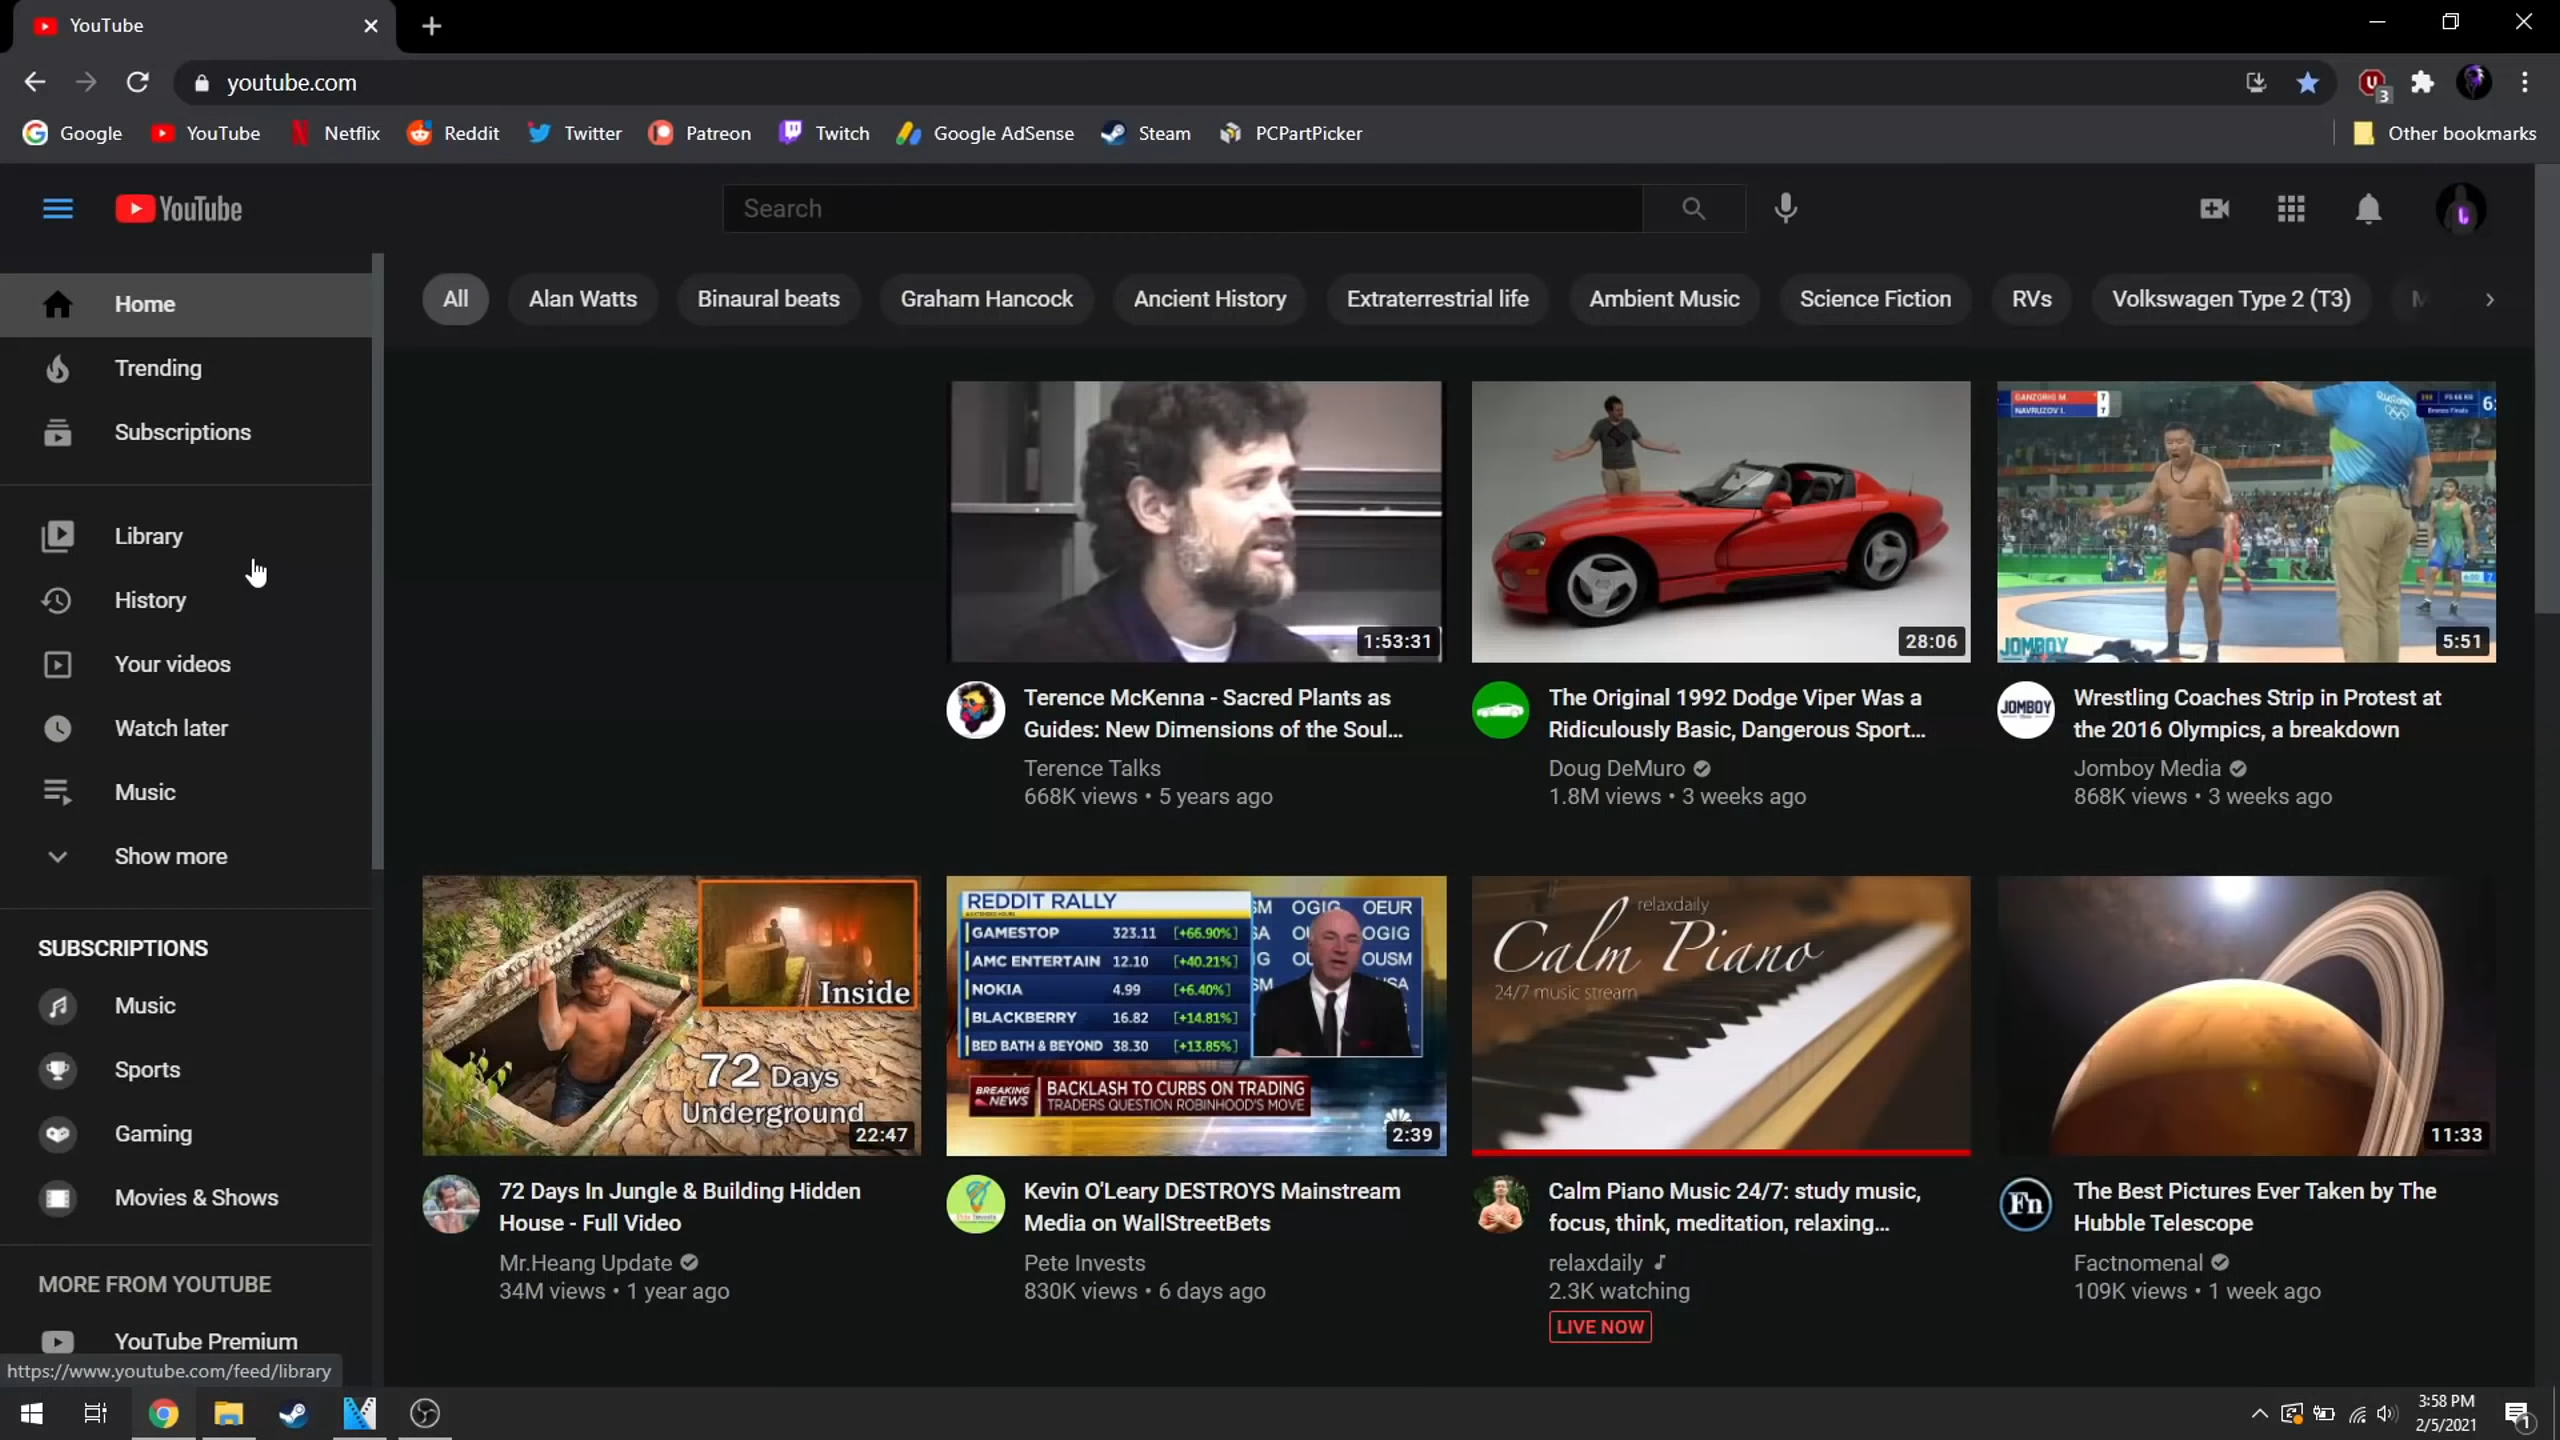 YouTube
youtube.com
3
Google YouTube Netflix Reddit Twitter Patreon Twitch Google AdSense Steam PCPartPicker Other bookmarks
YouTube
Search
Home
Trending
Subscriptions
Library
History
Your videos
Watch later
Music
Show more
SUBSCRIPTIONS
Music
Sports
Gaming
Movies & Shows
MORE FROM YOUTUBE
YouTube Premium
https://www.youtube.com/feed/library
All Alan Watts Binaural beats Graham Hancock Ancient History Extraterrestrial life Ambient Music Science Fiction RVs Volkswagen Type 2 (T3)
1:53:31
Terence McKenna - Sacred Plants as
Guides: New Dimensions of the Soul...
Terence Talks
668K views • 5 years ago
28:06
The Original 1992 Dodge Viper Was a
Ridiculously Basic, Dangerous Sport...
Doug DeMuro
1.8M views • 3 weeks ago
GANZORIG M. 7
NAVRUZOV I. 7
JOMBOY
5:51
JOMBOY
Wrestling Coaches Strip in Protest at
the 2016 Olympics, a breakdown
Jomboy Media
868K views • 3 weeks ago
Inside
72 Days
Underground
22:47
72 Days In Jungle & Building Hidden
House - Full Video
Mr.Heang Update
34M views • 1 year ago
REDDIT RALLY
GAMESTOP 323.11 [+66.90%]
AMC ENTERTAIN 12.10 [+40.21%]
NOKIA 4.99 [+6.40%]
BLACKBERRY 16.82 [+14.81%]
BED BATH & BEYOND 38.30 [+13.85%]
OGIG OEUR
OGIG
OUSM
BREAKING
NEWS
BACKLASH TO CURBS ON TRADING
TRADERS QUESTION ROBINHOOD'S MOVE
2:39
Kevin O'Leary DESTROYS Mainstream
Media on WallStreetBets
Pete Invests
830K views • 6 days ago
relaxdaily
Calm Piano
24/7 music stream
Calm Piano Music 24/7: study music,
focus, think, meditation, relaxing...
relaxdaily
2.3K watching
LIVE NOW
11:33
Fn
The Best Pictures Ever Taken by The
Hubble Telescope
Factnomenal
109K views • 1 week ago
3:58 PM
2/5/2021
1